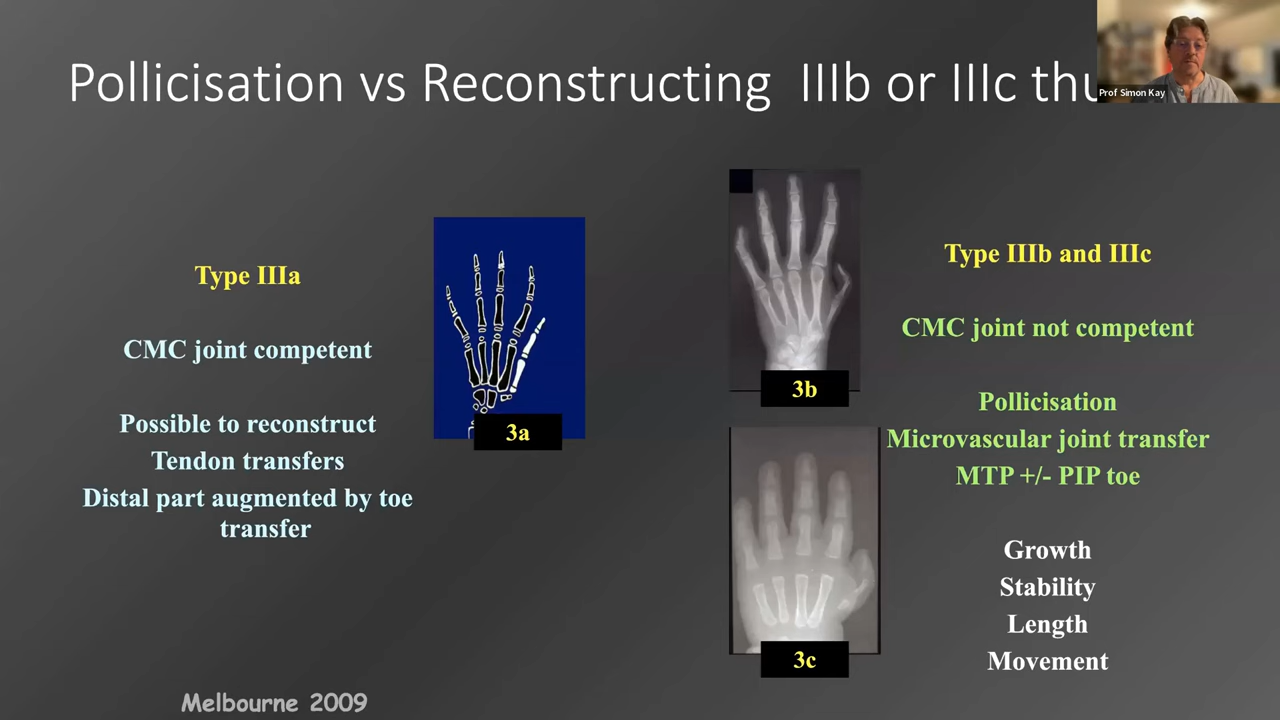 Pollicisation vs Reconstructing IIIb or IIIc thu
Prof Simon Kay
Type IIIa
CMC joint competent
Possible to reconstruct
Tendon transfers
Distal part augmented by toe
transfer
3a
3b
3c
Type IIIb and IIIc
CMC joint not competent
Pollicisation
Microvascular joint transfer
MTP +/- PIP toe
Growth
Stability
Length
Movement
Melbourne 2009